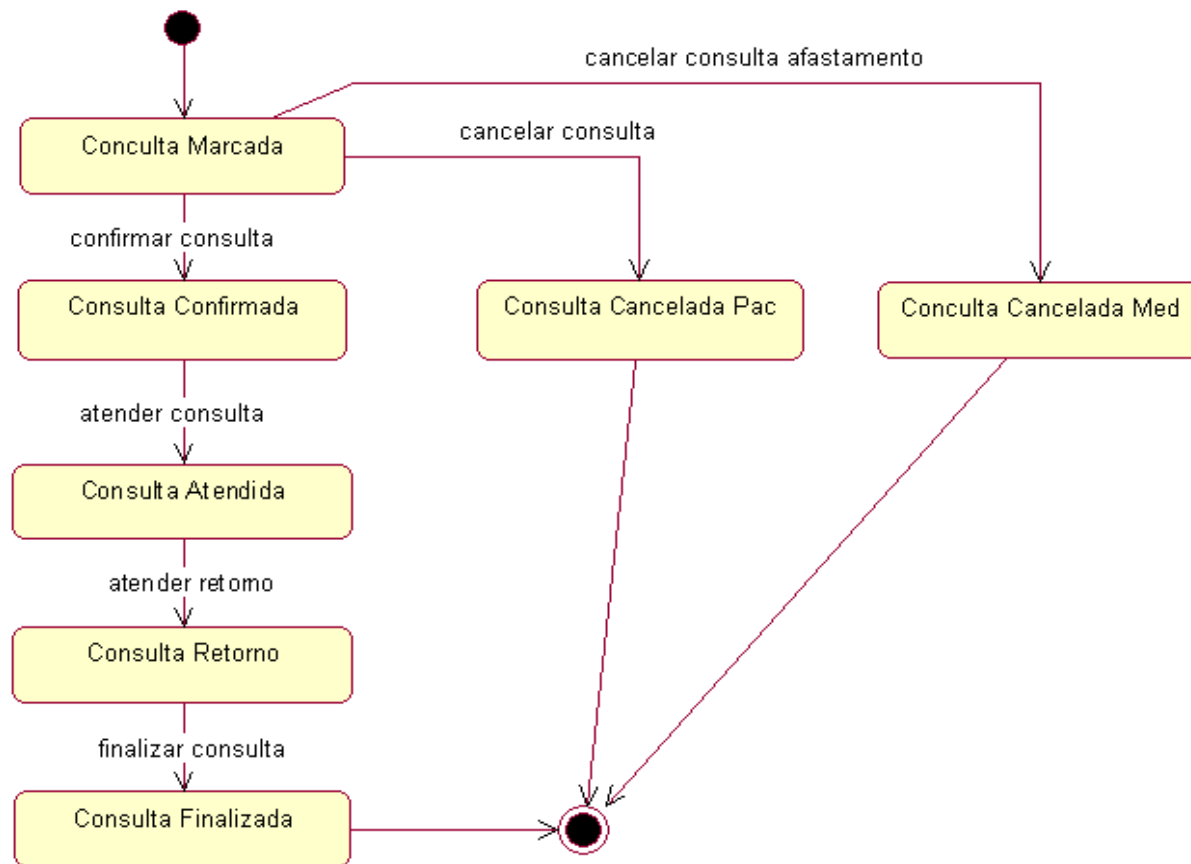 cancelar consulta afastamento
cancelar consulta
Conculta Marcada
confirmar consulta
Consulta Confirmada
Consulta Cancelada Pac
Conculta Cancelada Med
atender consulta
Consulta Atendida
atender retorno
Consulta Retorno
finalizar consulta
Consulta Finalizada